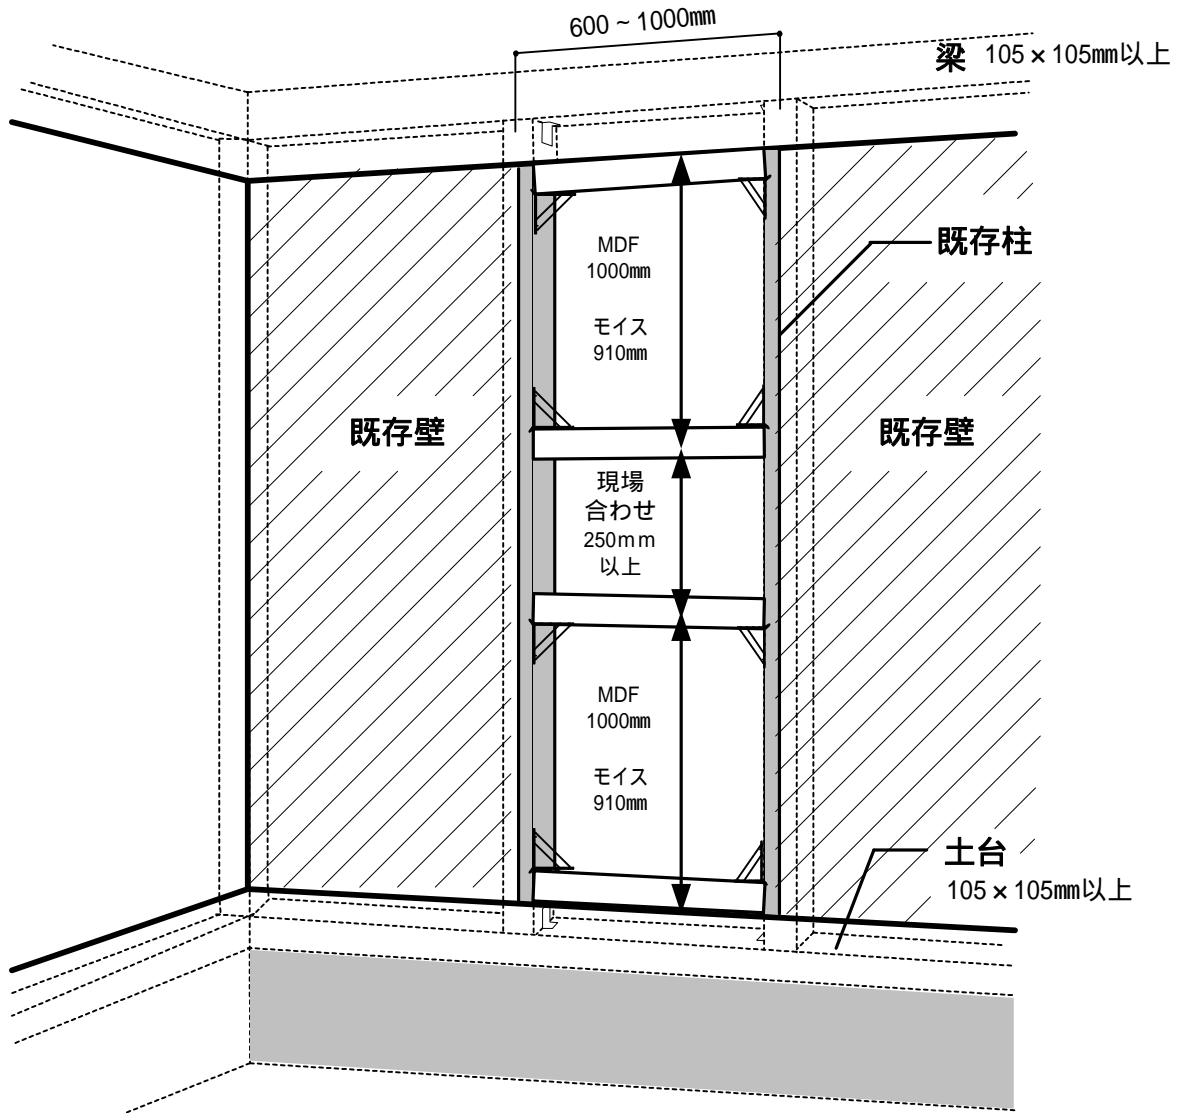 600 ~ 1000㎜
梁 105 × 105㎜以上
既存柱
MDF
1000㎜
モイス
910㎜
既存壁
既存壁
現場
合わせ
250ｍｍ
以上
MDF
1000㎜
モイス
910㎜
土台
105 × 105㎜以上